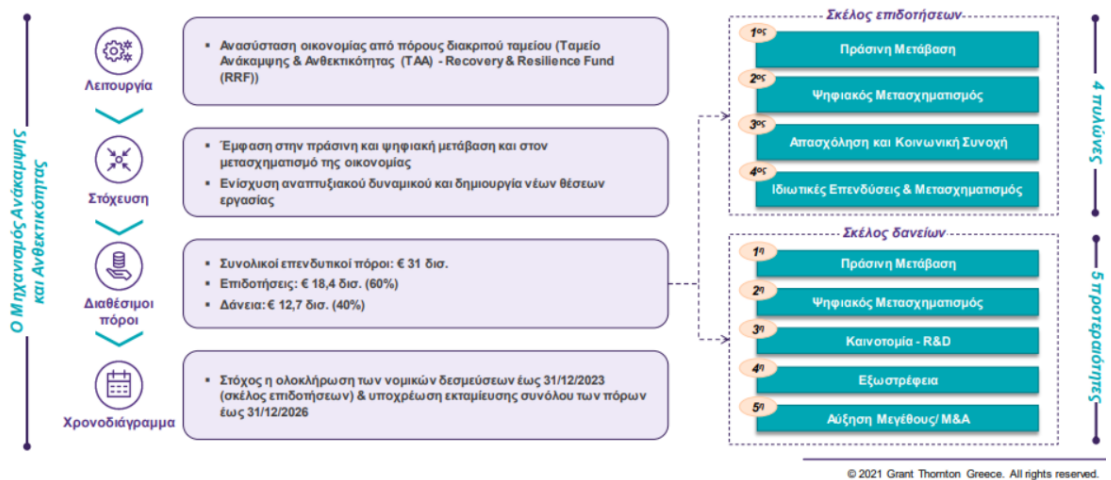 Ο Μηχανισμός Ανάκαμψης
και Ανθεκτικότητας
Λειτουργία
▪ Ανασύσταση οικονομίας από πόρους διακριτού ταμείου (Ταμείο
Ανάκαμψης & Ανθεκτικότητας (ΤΑΑ) - Recovery & Resilience Fund
(RRF))
Στόχευση
▪ Έμφαση στην πράσινη και ψηφιακή μετάβαση και στον
μετασχηματισμό της οικονομίας
▪ Ενίσχυση αναπτυξιακού δυναμικού και δημιουργία νέων θέσεων
εργασίας
Διαθέσιμοι
πόροι
▪ Συνολικοί επενδυτικοί πόροι: € 31 δισ.
▪ Επιδοτήσεις: € 18,4 δισ. (60%)
▪ Δάνεια: € 12,7 δισ. (40%)
Χρονοδιάγραμμα
▪ Στόχος η ολοκλήρωση των νομικών δεσμεύσεων έως 31/12/2023
(σκέλος επιδοτήσεων) & υποχρέωση εκταμίευσης συνόλου των πόρων
έως 31/12/2026
Σκέλος επιδοτήσεων
1ος
Πράσινη Μετάβαση
2ος
Ψηφιακός Μετασχηματισμός
3ος
Απασχόληση και Κοινωνική Συνοχή
4ος
Ιδιωτικές Επενδύσεις & Μετασχηματισμός
4 πυλώνες
Σκέλος δανείων
1η
Πράσινη Μετάβαση
2η
Ψηφιακός Μετασχηματισμός
3η
Καινοτομία - R&D
4η
Εξωστρέφεια
5η
Αύξηση Μεγέθους/ M&A
5 προτεραιότητες
© 2021 Grant Thornton Greece. All rights reserved.